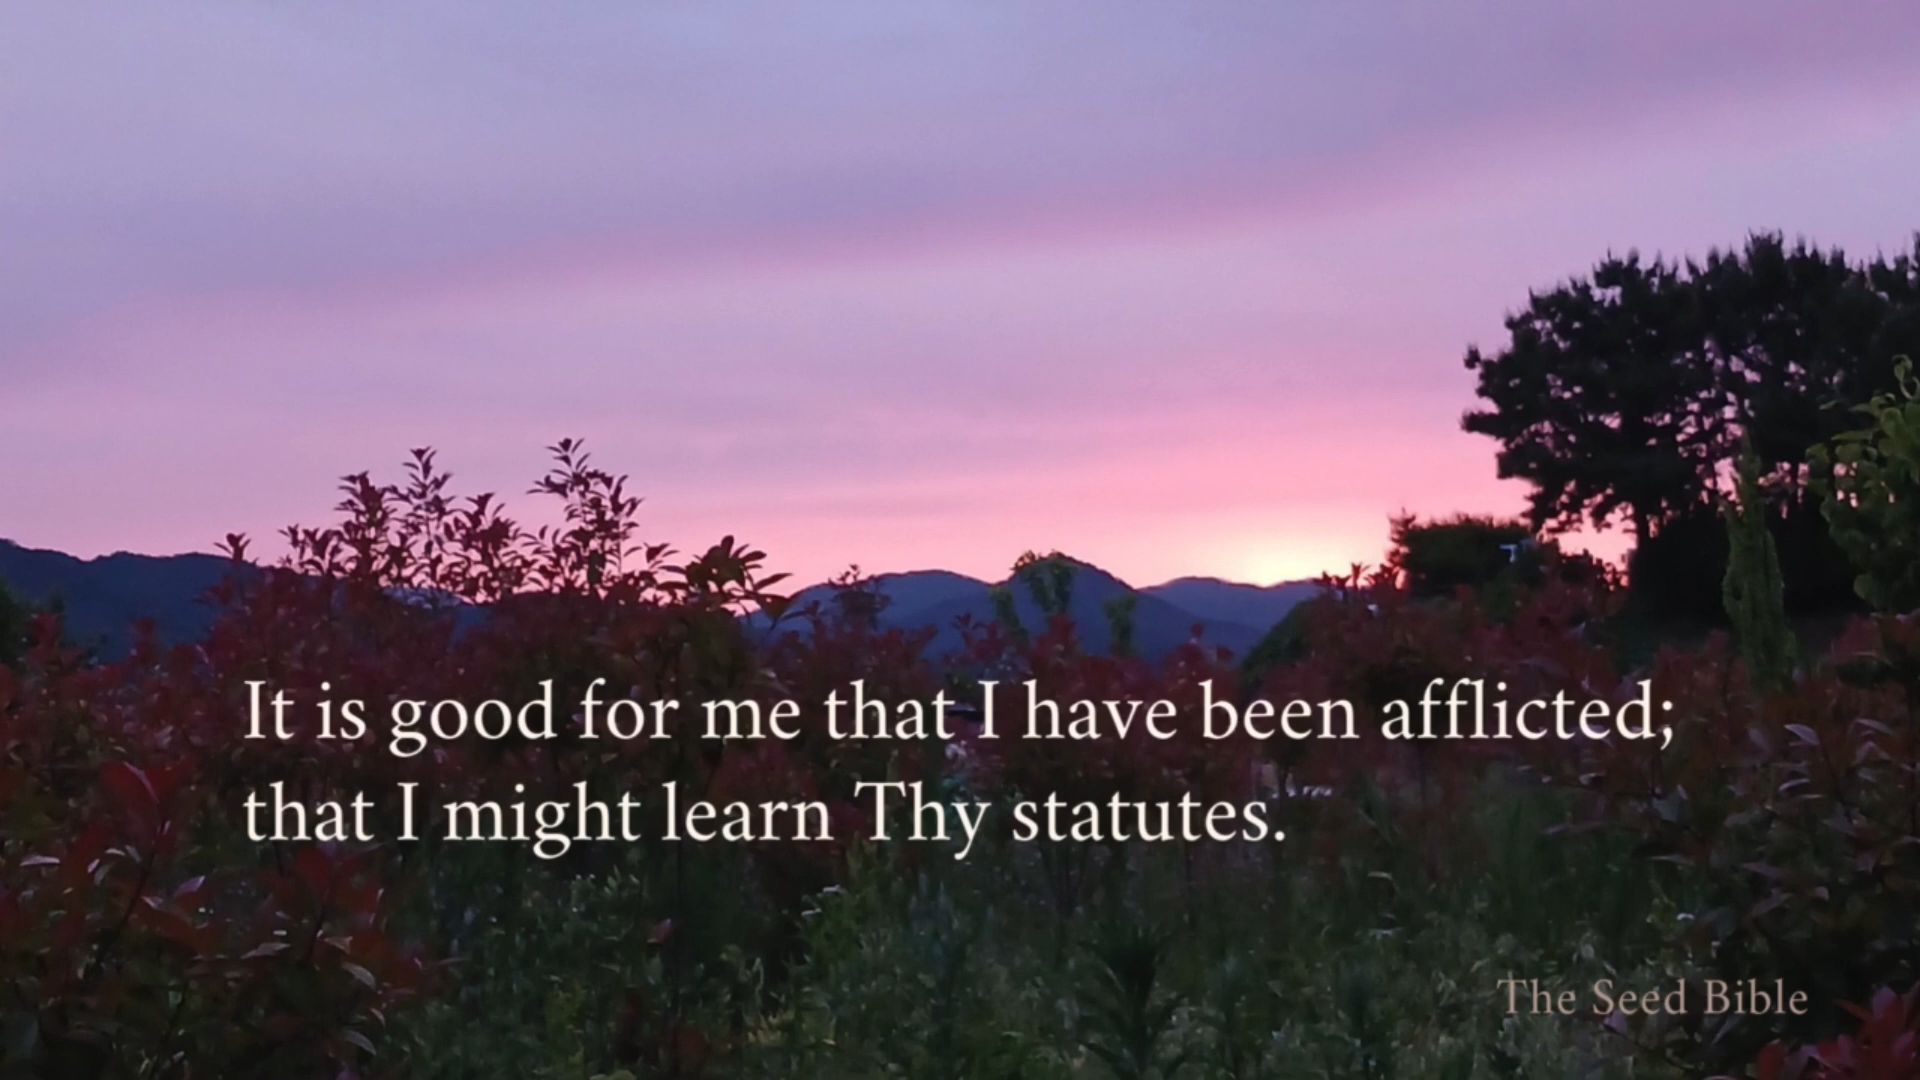 It is good for me that I have been afflicted;
that I might learn Thy statutes.
The Seed Bible